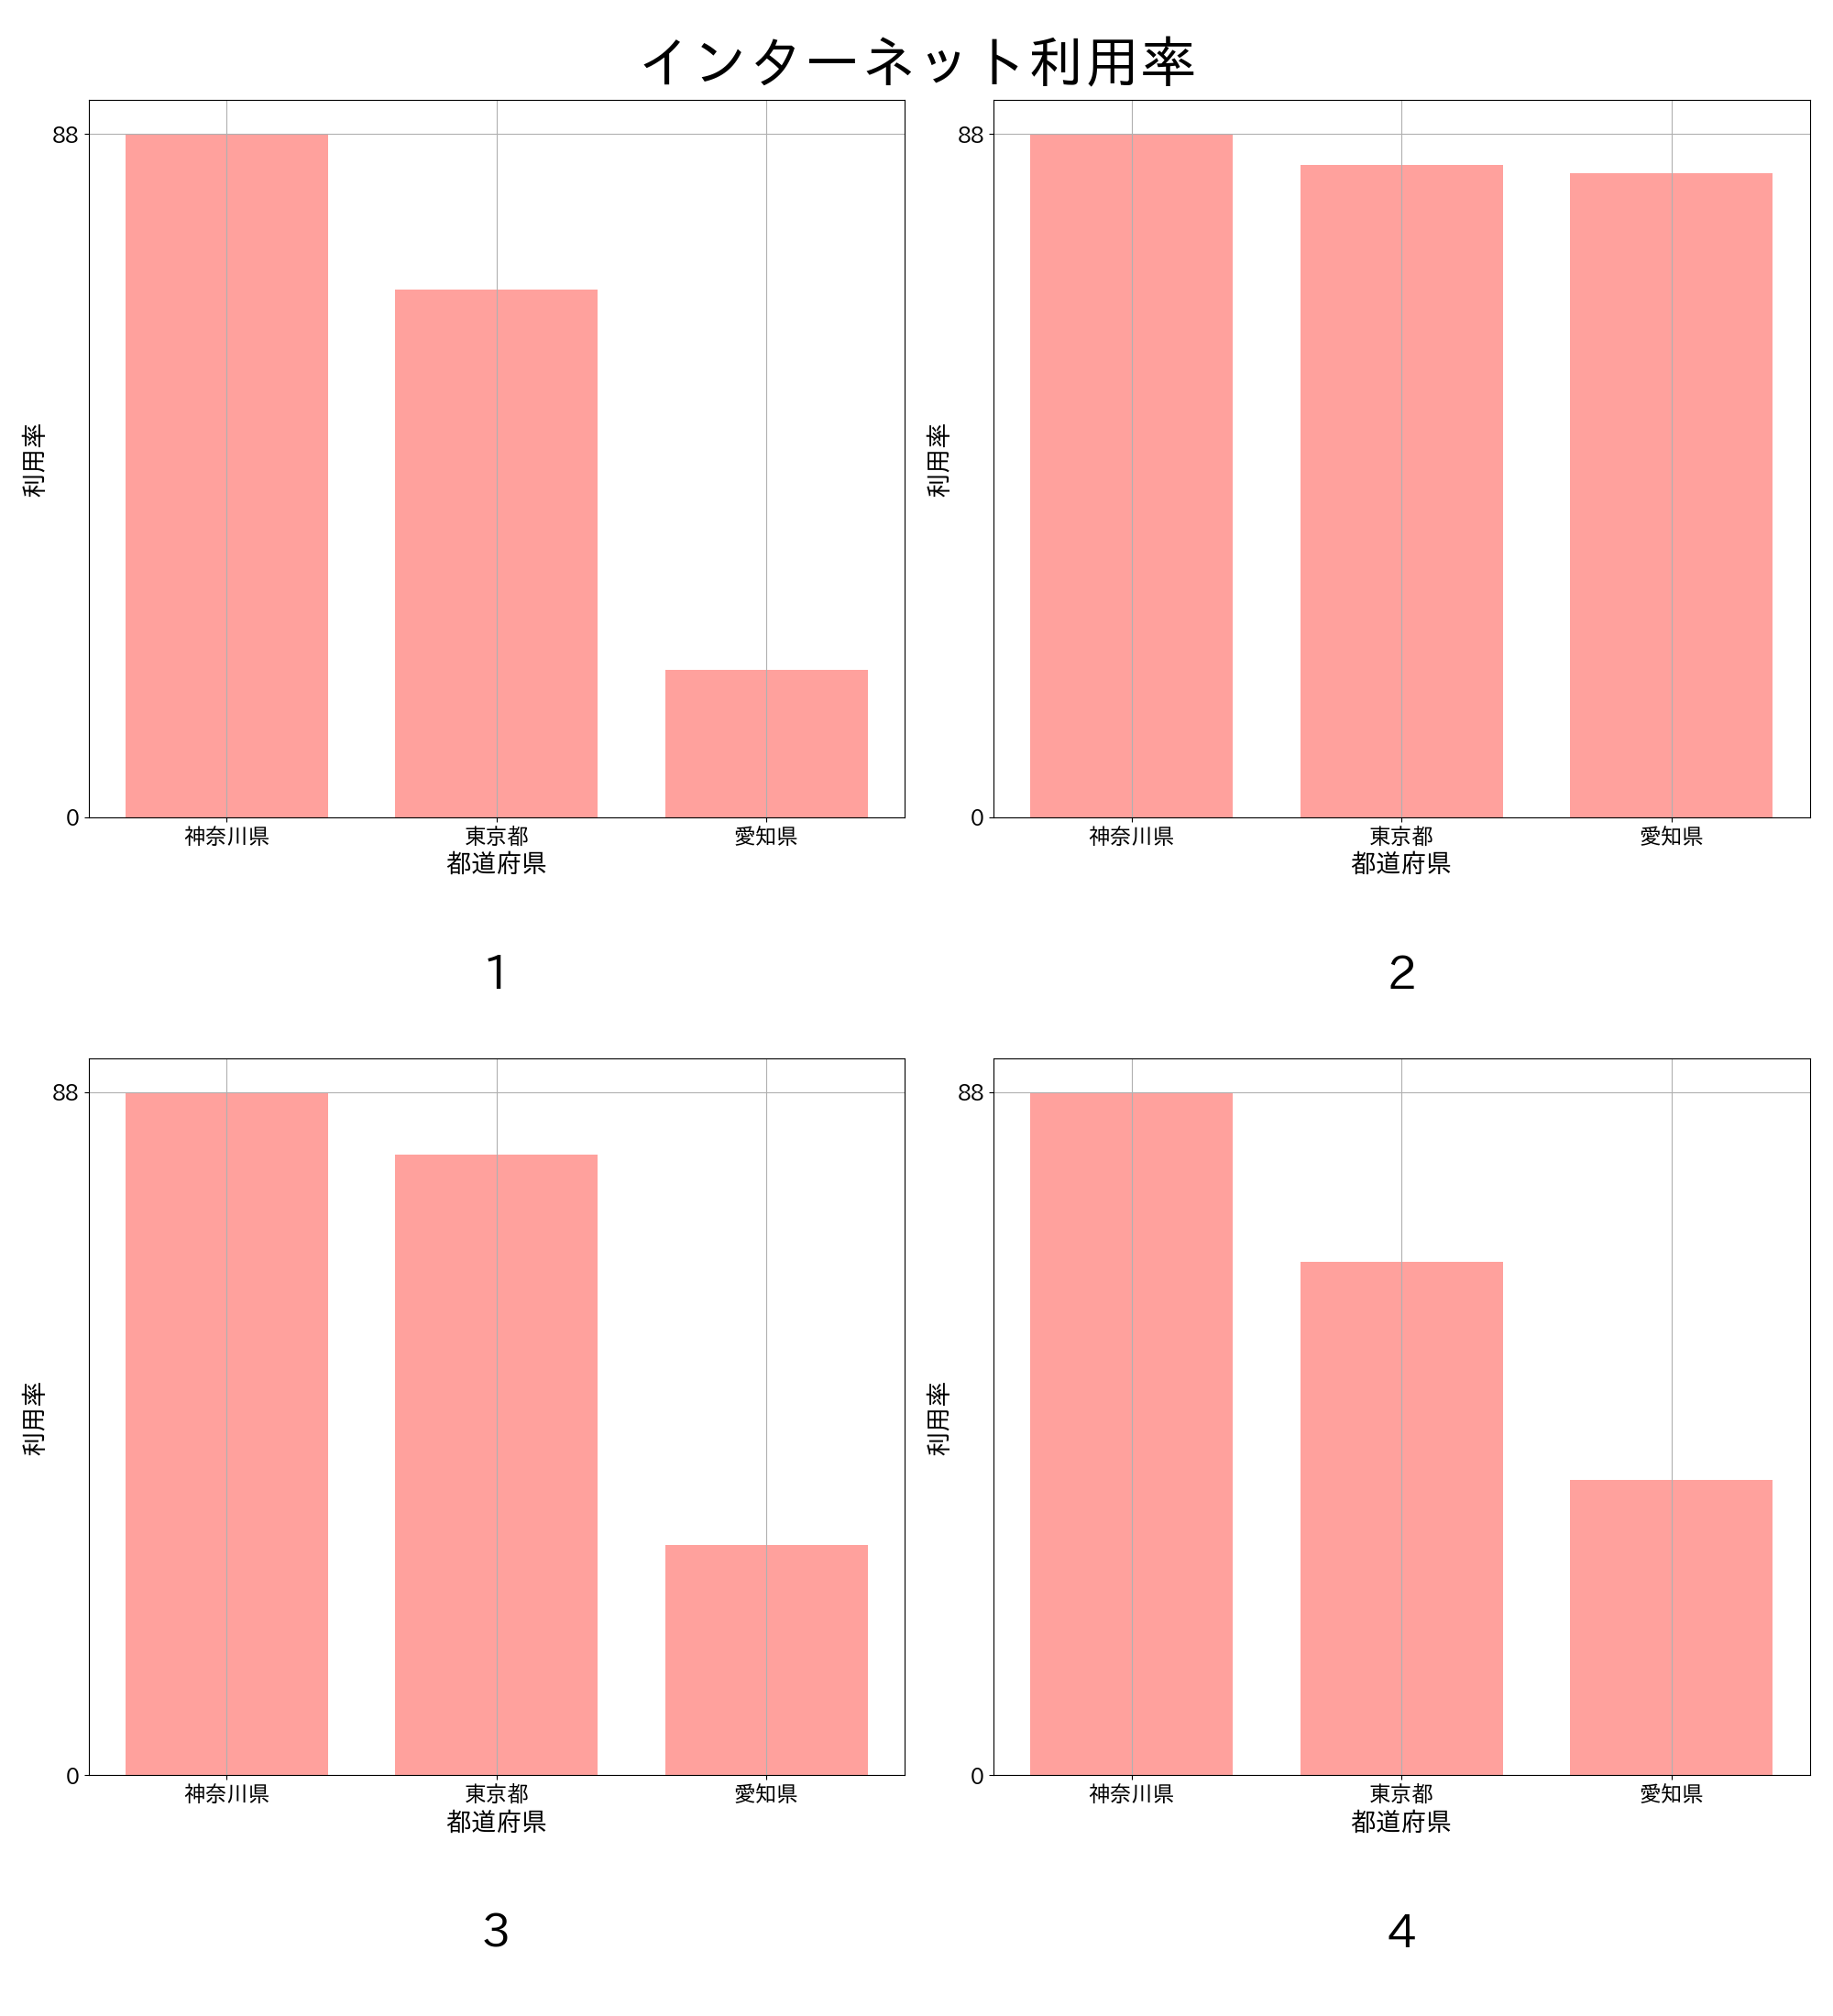 インターネット利用率
88
0
利用率
神奈川県 東京都 愛知県
都道府県
1
88
0
利用率
神奈川県 東京都 愛知県
都道府県
2
88
0
利用率
神奈川県 東京都 愛知県
都道府県
3
88
0
利用率
神奈川県 東京都 愛知県
都道府県
4